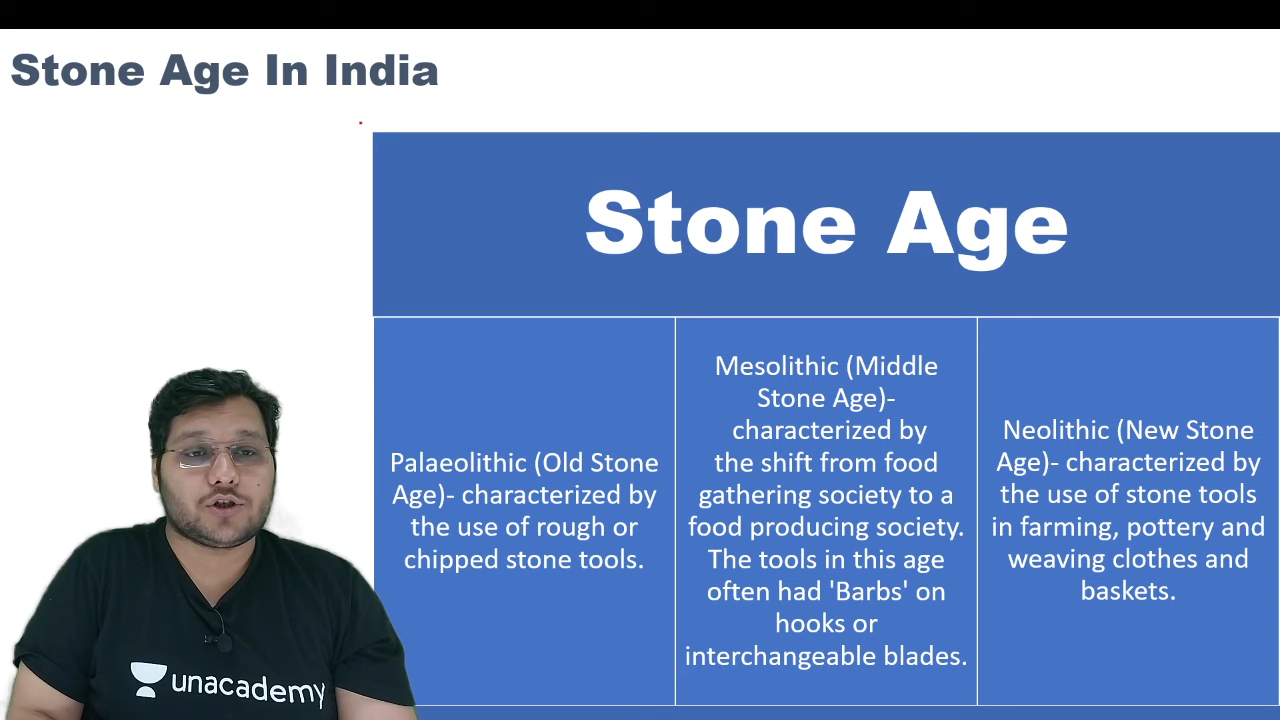 Stone Age In India
Stone Age
Palaeolithic (Old Stone
Age)- characterized by
the use of rough or
chipped stone tools.
Mesolithic (Middle
Stone Age)-
characterized by
the shift from food
gathering society to a
food producing society.
The tools in this age
often had 'Barbs' on
hooks or
interchangeable blades.
Neolithic (New Stone
Age)- characterized by
the use of stone tools
in farming, pottery and
weaving clothes and
baskets.
unacademy